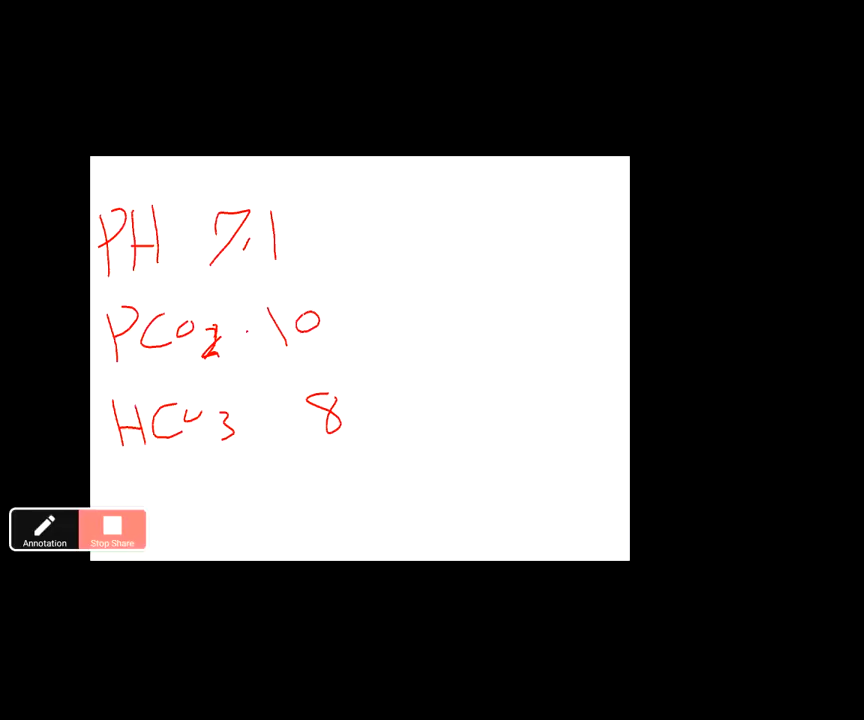 PH 7.1
PCO2 . 10
HCO3 8
Annotation
Stop Share